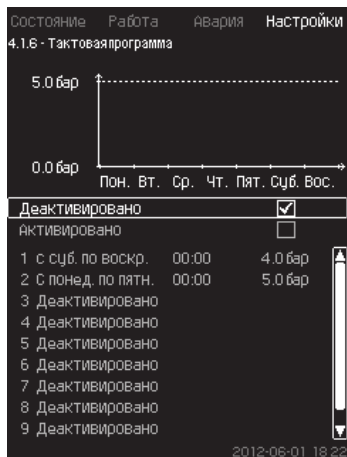 Состояние Работа Авария Настройки
4.1.6 - Тактовая программа
5.0 бар
0.0 бар
Пон. Вт. Ср. Чт. Пят. Суб. Вос.
Деактивировано
Активировано
1 с суб. по воскр. 00:00 4.0 бар
2 С понед. по пятн. 00:00 5.0 бар
3 Деактивировано
4 Деактивировано
5 Деактивировано
6 Деактивировано
7 Деактивировано
8 Деактивировано
9 Деактивировано
2012-06-01 18:22